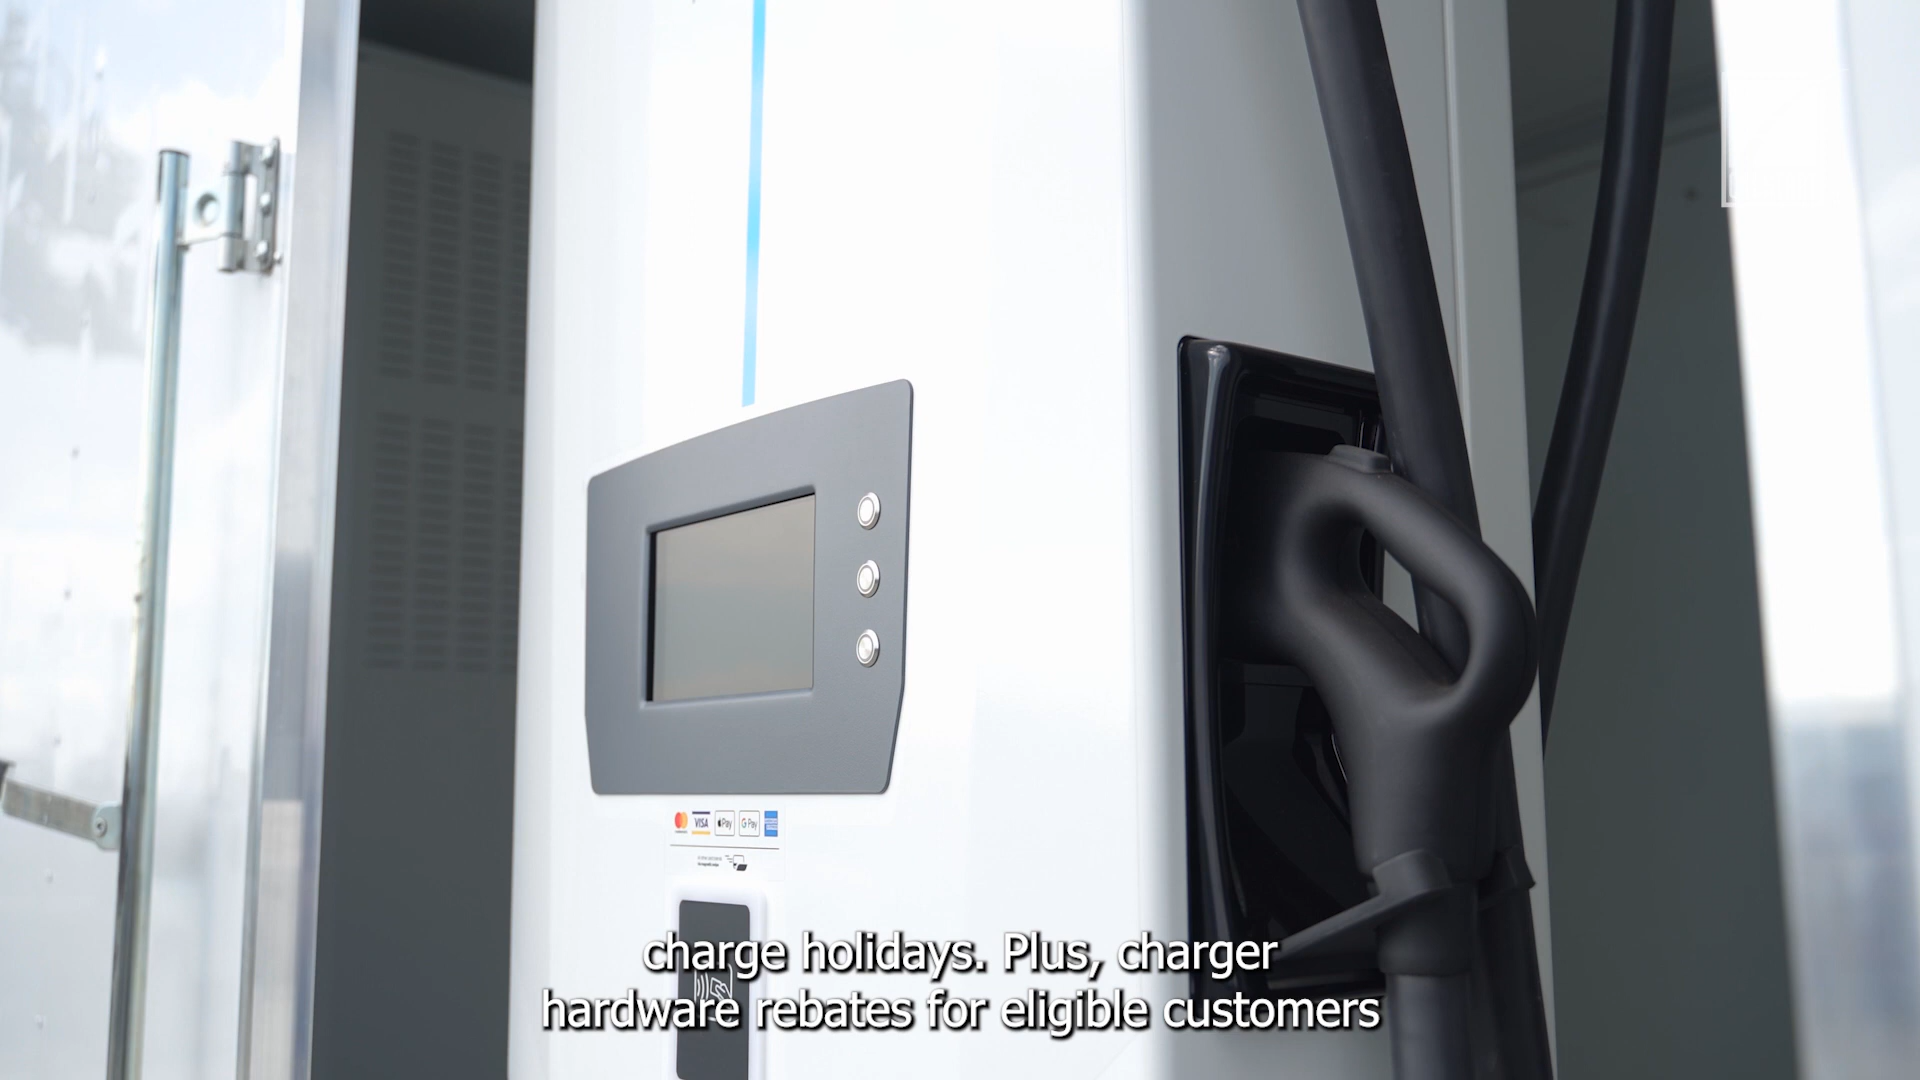 VISA
Pay
G Pay
charge holidays. Plus, charger
hardware rebates for eligible customers